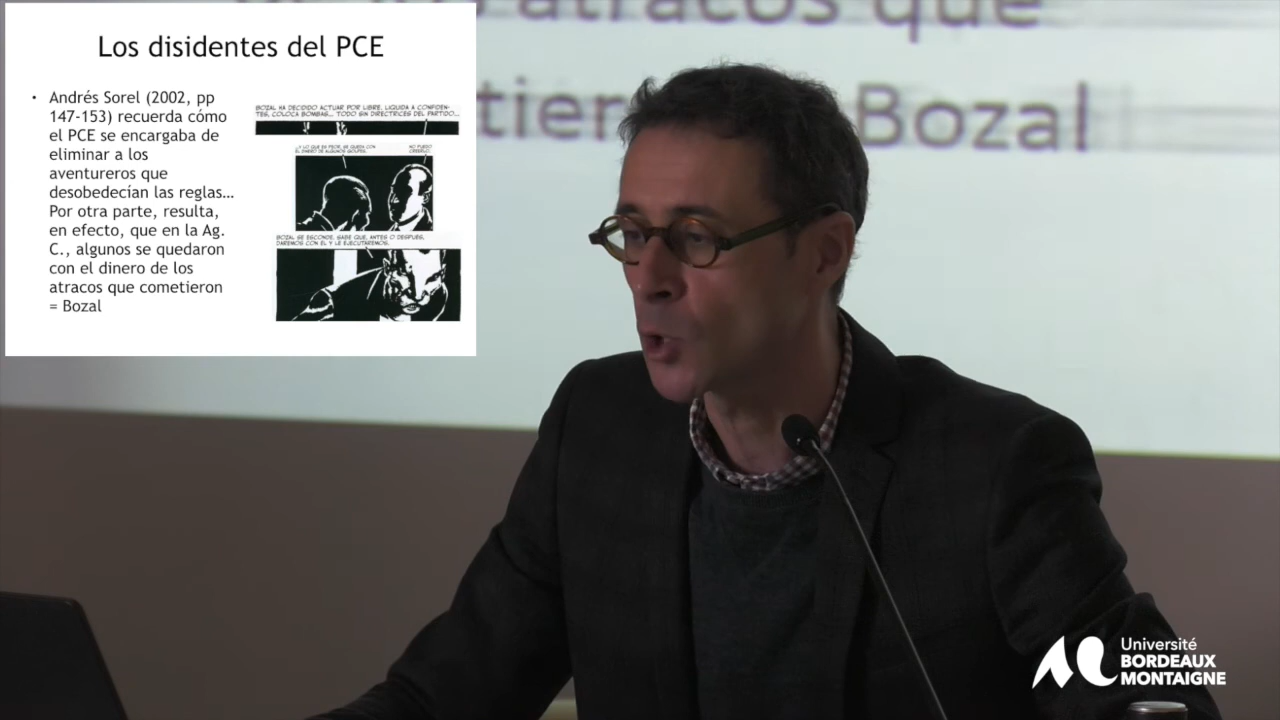 Los disidentes del PCE
• Andrés Sorel (2002, pp
147-153) recuerda cómo
el PCE se encargaba de
eliminar a los
aventureros que
desobedecían las reglas…
Por otra parte, resulta,
en efecto, que en la Ag.
C., algunos se quedaron
con el dinero de los
atracos que cometieron
= Bozal
BOZAL HA DECIDIDO ACTUAR POR LIBRE, LIQUIDA A CONFIDEN-
TES, COLOCA BOMBAS... TODO SIN DIRECTRICES DEL PARTIDO...
...Y LO QUE ES PEOR, SE QUEDA CON
EL DINERO DE ALGUNOS GOLPES.
NO PUEDO
CREERLO.
BOZAL SE ESCONDE. SABE QUE, ANTES O DESPUÉS,
DAREMOS CON ÉL Y LE EJECUTAREMOS.
atracos que
Bozal
Université
BORDEAUX
MONTAIGNE